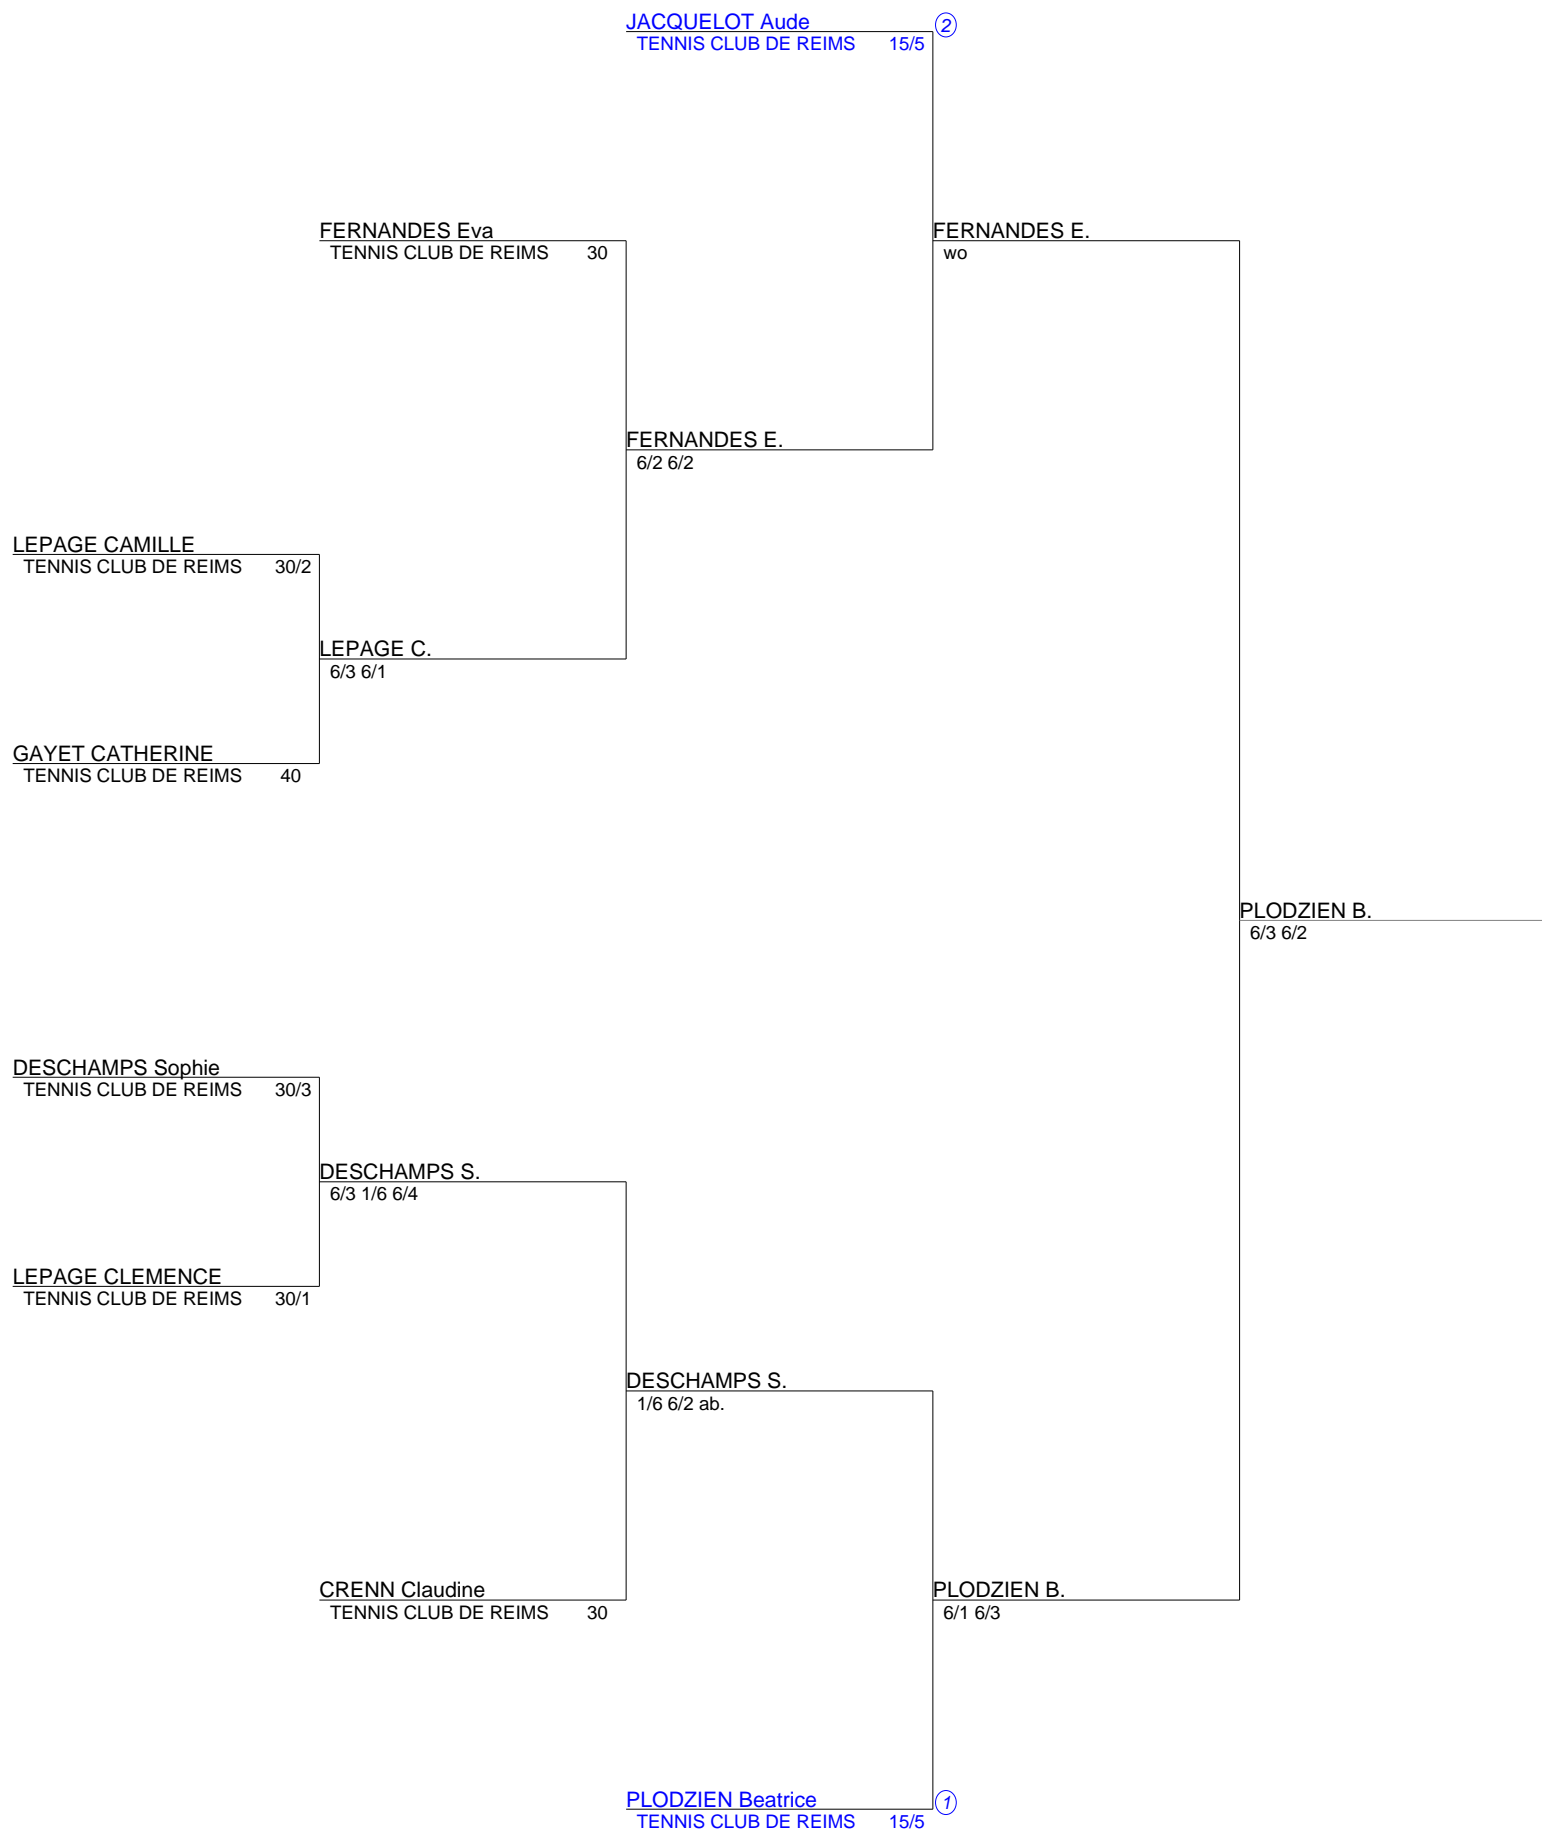 JACQUELOT Aude 2
TENNIS CLUB DE REIMS 15/5
FERNANDES Eva
TENNIS CLUB DE REIMS 30
FERNANDES E.
wo
FERNANDES E.
6/2 6/2
LEPAGE CAMILLE
TENNIS CLUB DE REIMS 30/2
LEPAGE C.
6/3 6/1
GAYET CATHERINE
TENNIS CLUB DE REIMS 40
PLODZIEN B.
6/3 6/2
DESCHAMPS Sophie
TENNIS CLUB DE REIMS 30/3
DESCHAMPS S.
6/3 1/6 6/4
LEPAGE CLEMENCE
TENNIS CLUB DE REIMS 30/1
DESCHAMPS S.
1/6 6/2 ab.
CRENN Claudine
TENNIS CLUB DE REIMS 30
PLODZIEN B.
6/1 6/3
PLODZIEN Beatrice 1
TENNIS CLUB DE REIMS 15/5